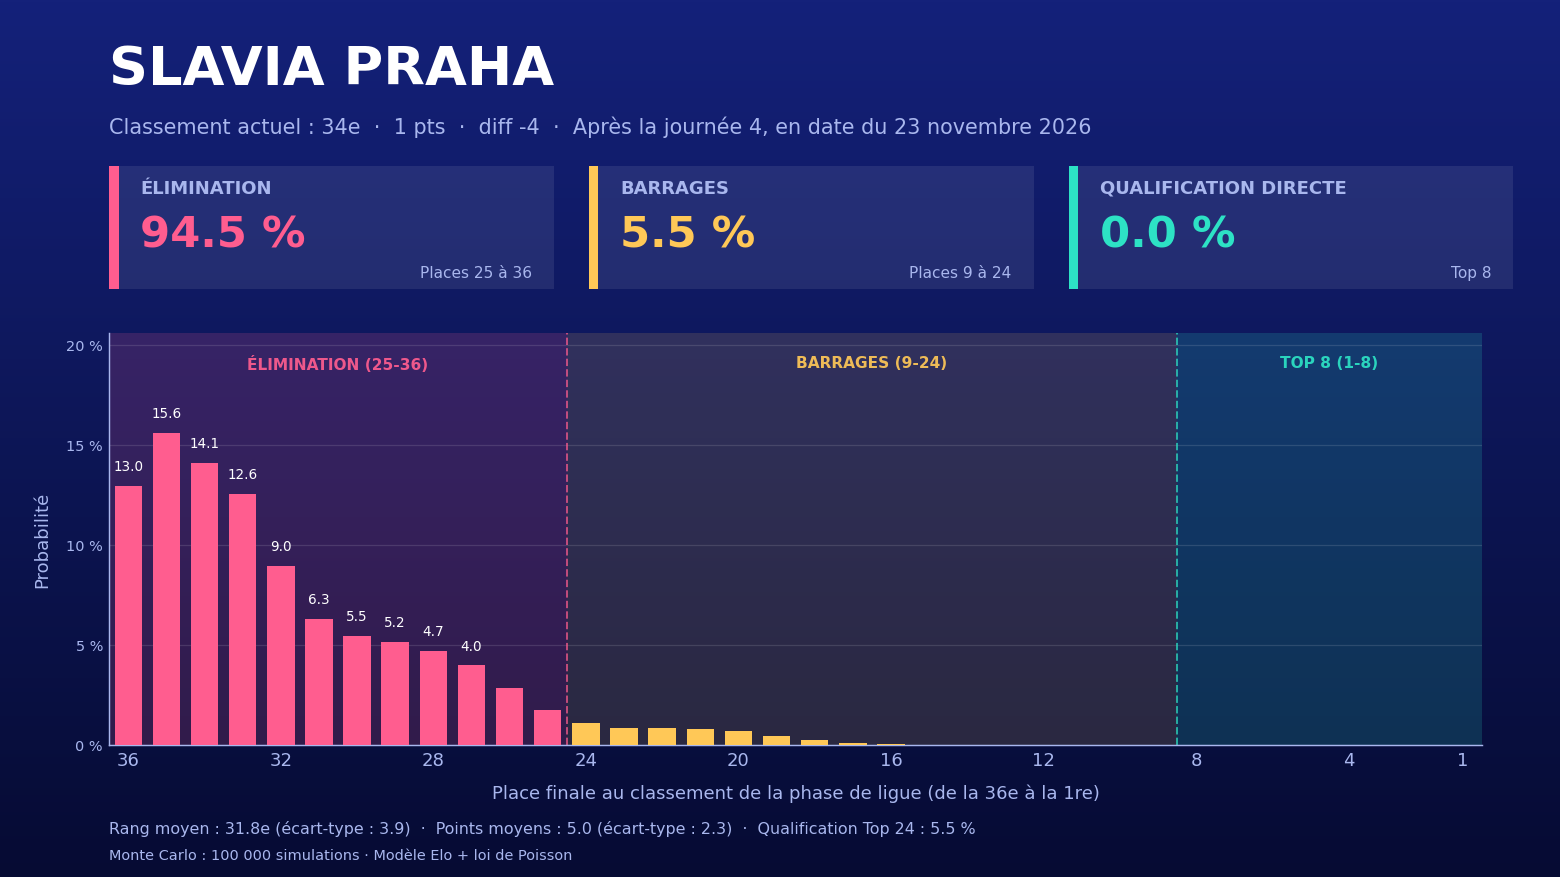 SLAVIA PRAHA
Classement actuel : 34e · 1 pts · diff -4 · Après la journée 4, en date du 23 novembre 2026
ÉLIMINATION
94.5 %
Places 25 à 36
BARRAGES
5.5 %
Places 9 à 24
QUALIFICATION DIRECTE
0.0 %
Top 8
Probabilité
20 %
15 %
10 %
5 %
0 %
ÉLIMINATION (25-36)
BARRAGES (9-24)
TOP 8 (1-8)
13.0
15.6
14.1
12.6
9.0
6.3
5.5
5.2
4.7
4.0
36 32 28 24 20 16 12 8 4 1
Place finale au classement de la phase de ligue (de la 36e à la 1re)
Rang moyen : 31.8e (écart-type : 3.9) · Points moyens : 5.0 (écart-type : 2.3) · Qualification Top 24 : 5.5 %
Monte Carlo : 100 000 simulations · Modèle Elo + loi de Poisson